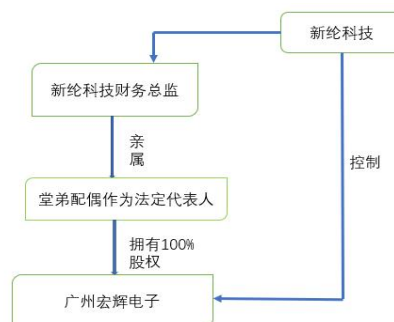 新纶科技
新纶科技财务总监
亲
属
控制
堂弟配偶作为法定代表人
拥有100%
股权
广州宏辉电子